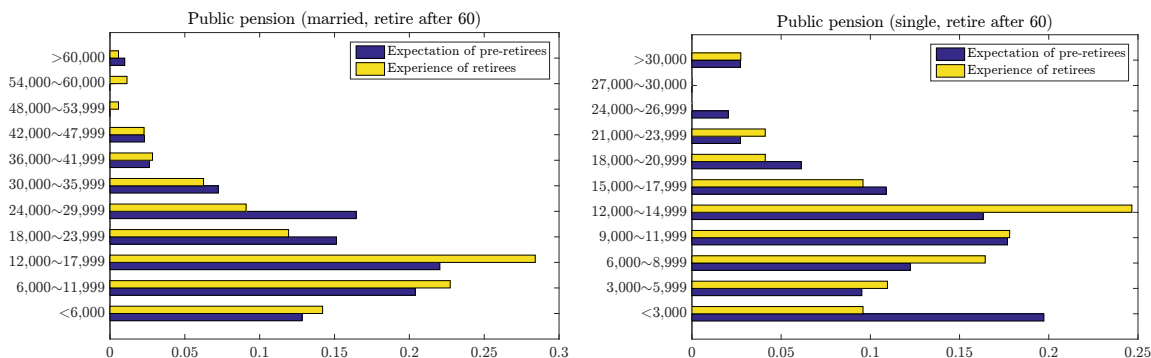 Public pension (married, retire after 60)
>60,000
54,000~60,000
48,000~53,999
42,000~47,999
36,000~41,999
30,000~35,999
24,000~29,999
18,000~23,999
12,000~17,999
6,000~11,999
<6,000
0 0.05 0.1 0.15 0.2 0.25 0.3
Expectation of pre-retirees
Experience of retirees
Public pension (single, retire after 60)
>30,000
27,000~30,000
24,000~26,999
21,000~23,999
18,000~20,999
15,000~17,999
12,000~14,999
9,000~11,999
6,000~8,999
3,000~5,999
<3,000
0 0.05 0.1 0.15 0.2 0.25
Expectation of pre-retirees
Experience of retirees